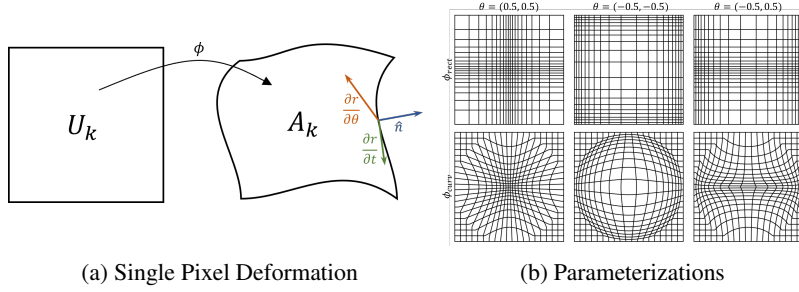 θ = (0.5, 0.5) θ = (−0.5, −0.5) θ = (−0.5, 0.5)
ϕ
U_k
A_k
∂r/∂θ
n̂
∂r/∂t
ϕ_rect
ϕ_curv
(a) Single Pixel Deformation
(b) Parameterizations